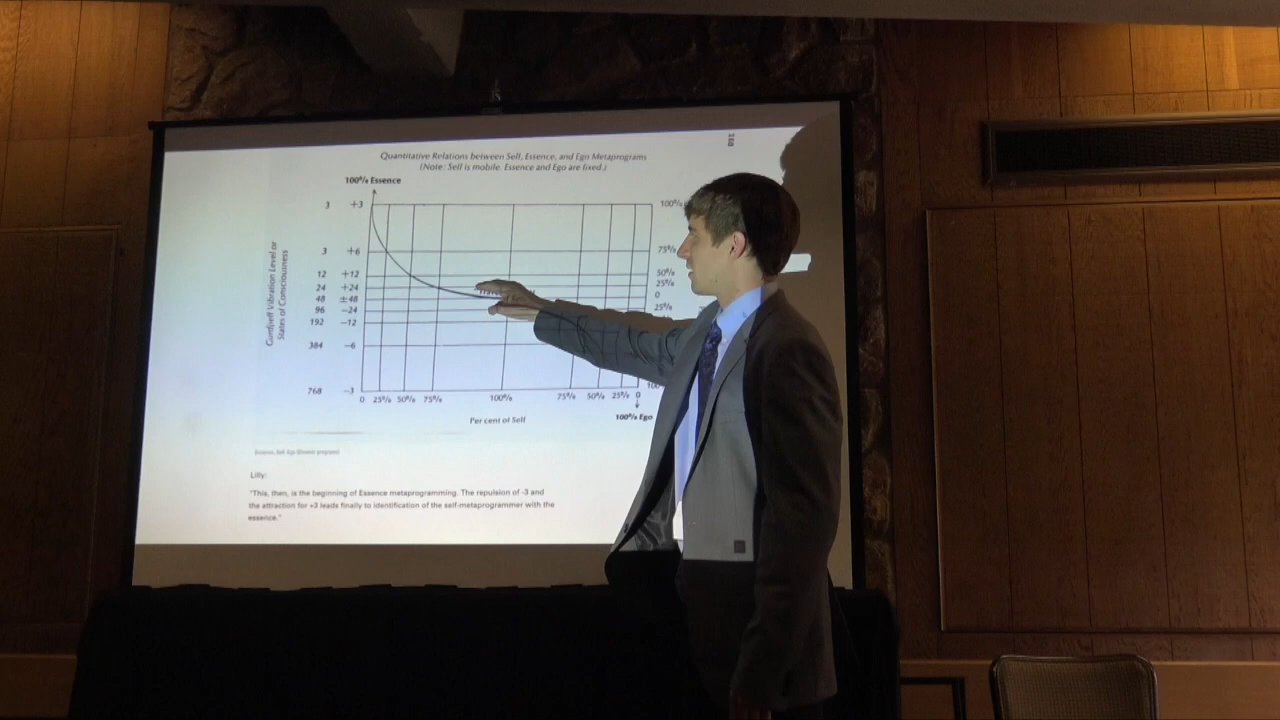 168
Quantitative Relations between Self, Essence, and Ego Metaprograms
(Note: Self is mobile. Essence and Ego are fixed.)
100% Essence
3 +3 100%
3 +6 75%
12 +12 50%
24 +24 25%
48 ±48 0
96 −24 25%
192 −12
384 −6
768 −3 100
Gurdjieff Vibration Level or
States of Consciousness
0 25% 50% 75% 100% 75% 50% 25% 0
100% Ego
Per cent of Self
Lilly:
"This, then, is the beginning of Essence metaprogramming. The repulsion of -3 and
the attraction for +3 leads finally to identification of the self-metaprogrammer with the
essence."